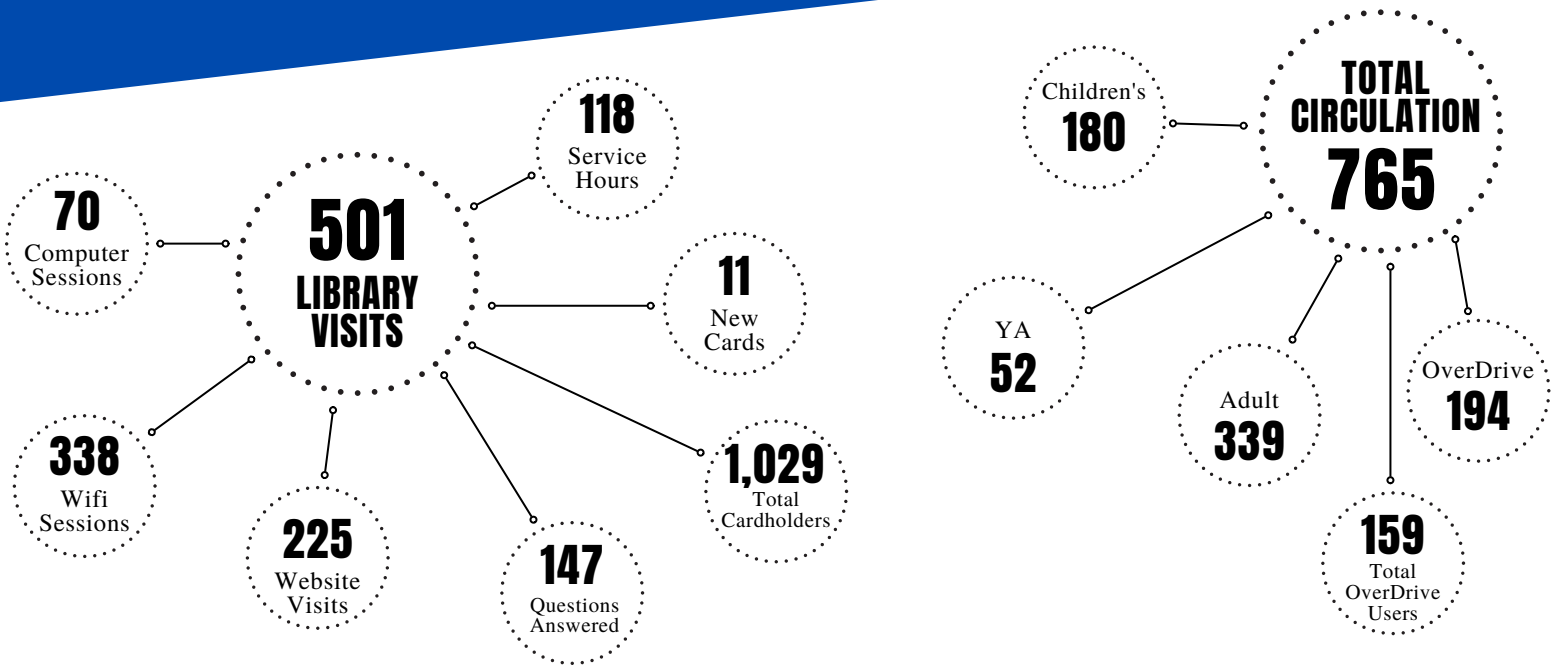 501
LIBRARY
VISITS
118
Service
Hours
70
Computer
Sessions
11
New
Cards
338
Wifi
Sessions
1,029
Total
Cardholders
225
Website
Visits
147
Questions
Answered
TOTAL
CIRCULATION
765
Children's
180
YA
52
Adult
339
OverDrive
194
159
Total
OverDrive
Users